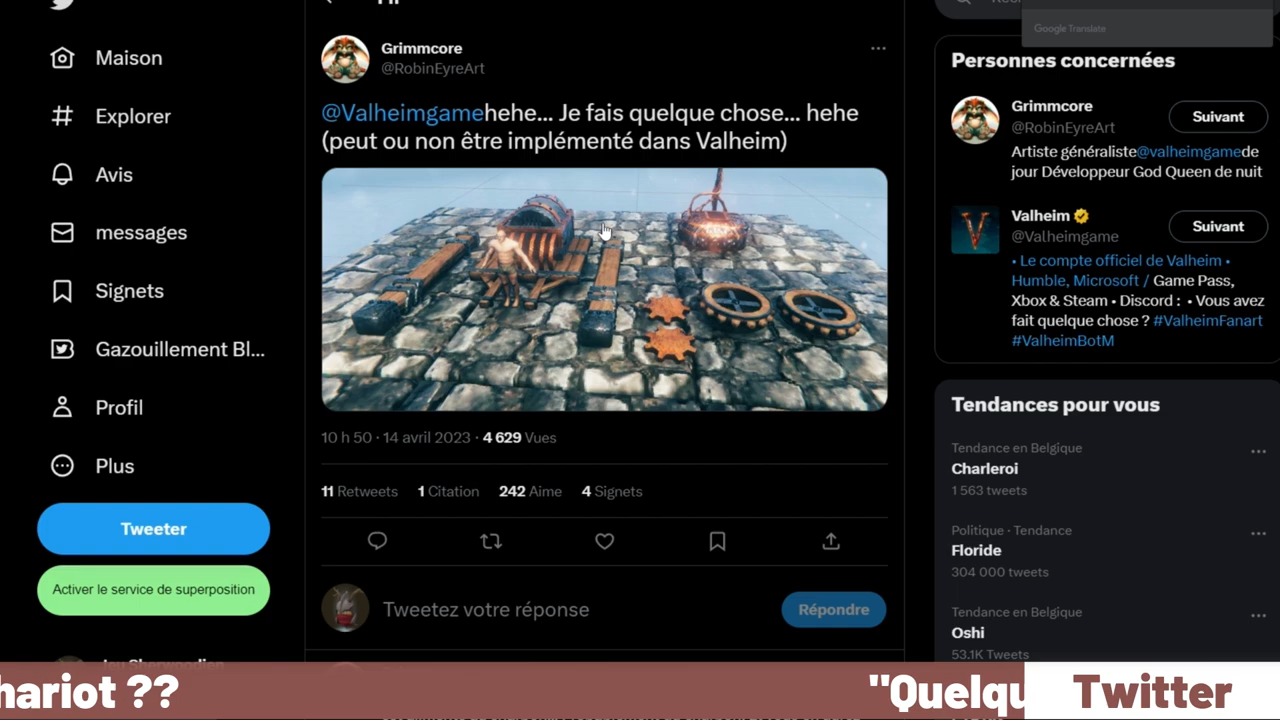 Maison
Explorer
Avis
messages
Signets
Gazouillement Bl...
Profil
Plus
Tweeter
Activer le service de superposition
Grimmcore
@RobinEyreArt
@Valheimgamehehe... Je fais quelque chose... hehe
(peut ou non être implémenté dans Valheim)
10 h 50 · 14 avril 2023 · 4 629 Vues
11 Retweets 1 Citation 242 Aime 4 Signets
Tweetez votre réponse
Répondre
Google Translate
Personnes concernées
Grimmcore
@RobinEyreArt
Suivant
Artiste généraliste@valheimgamede
jour Développeur God Queen de nuit
Valheim
@Valheimgame
Suivant
• Le compte officiel de Valheim •
Humble, Microsoft / Game Pass,
Xbox & Steam • Discord : • Vous avez
fait quelque chose ? #ValheimFanart
#ValheimBotM
Tendances pour vous
Tendance en Belgique
Charleroi
1 563 tweets
Politique · Tendance
Floride
304 000 tweets
Tendance en Belgique
Oshi
53.1K Tweets
hariot ?? "Quelqu
Twitter